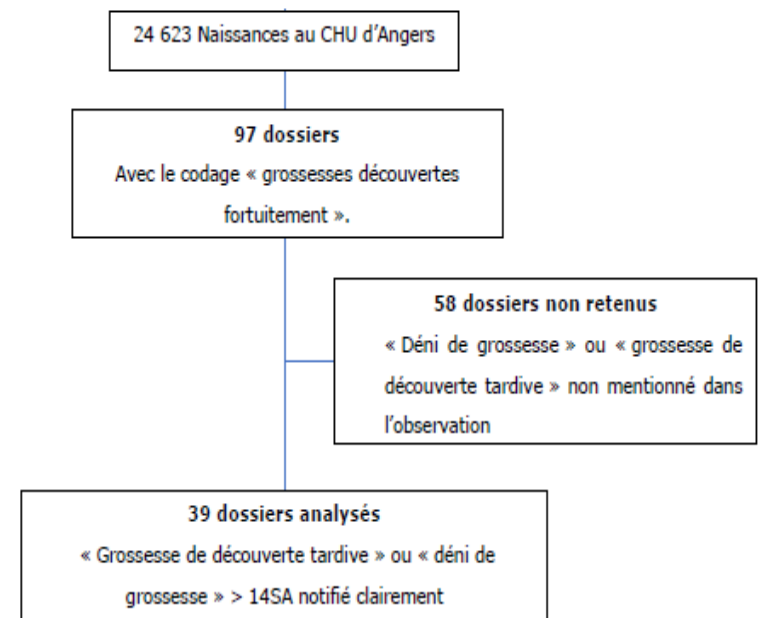 24 623 Naissances au CHU d'Angers
97 dossiers
Avec le codage « grossesses découvertes
fortuitement ».
58 dossiers non retenus
« Déni de grossesse » ou « grossesse de
découverte tardive » non mentionné dans
l'observation
39 dossiers analysés
« Grossesse de découverte tardive » ou « déni de
grossesse » > 14SA notifié clairement